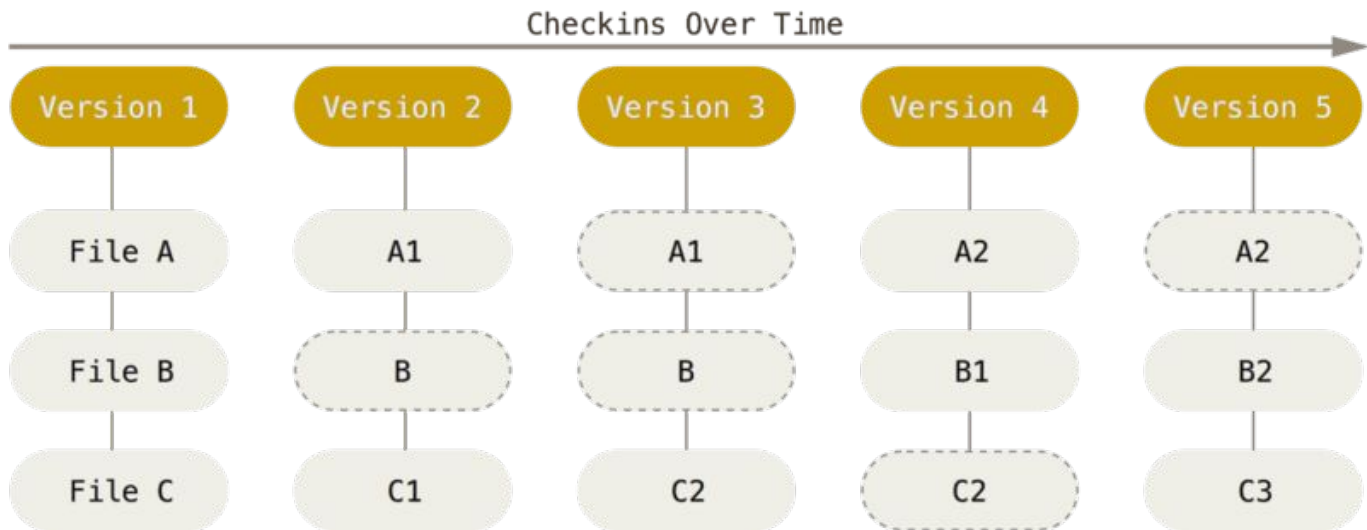 Checkins Over Time
Version 1 Version 2 Version 3 Version 4 Version 5
File A A1 A1 A2 A2
File B B B B1 B2
File C C1 C2 C2 C3